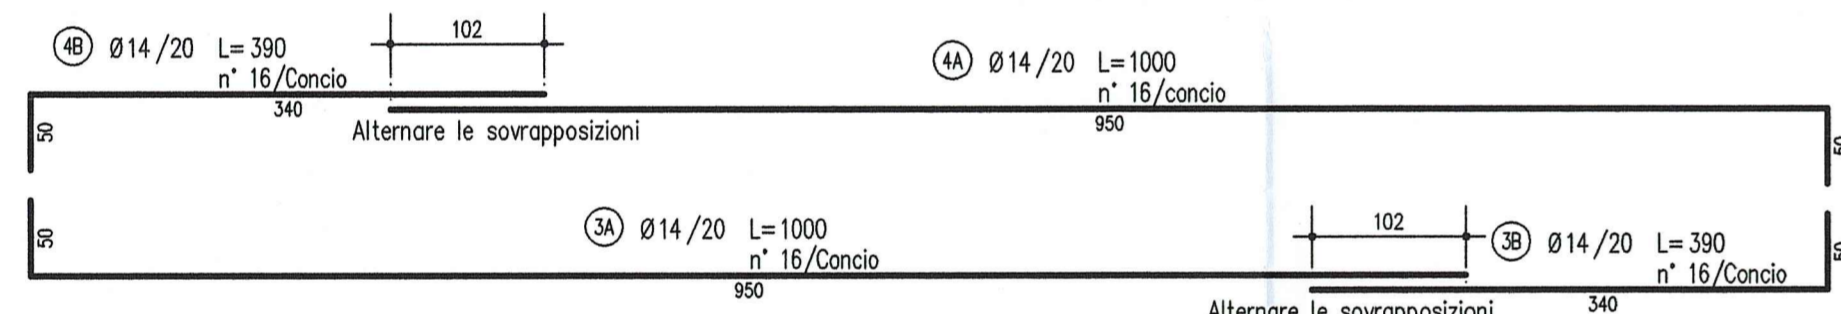 102
4B Ø14/20 L= 390
n° 16/Concio
340
50
Alternare le sovrapposizioni
4A Ø14/20 L=1000
n° 16/concio
950
50
50
3A Ø14/20 L=1000
n° 16/Concio
950
102
3B Ø14/20 L= 390
n° 16/Concio
340
50
Alternare le sovrapposizioni